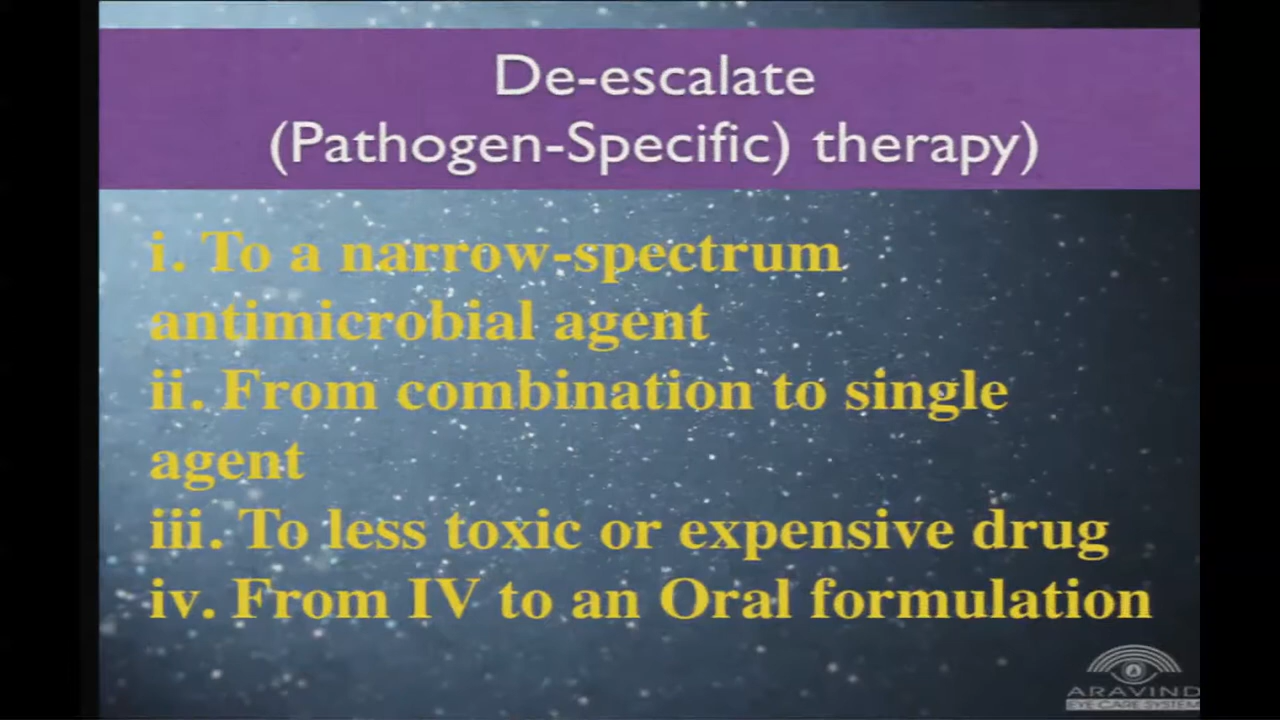 De-escalate
(Pathogen-Specific) therapy)
i. To a narrow-spectrum
antimicrobial agent
ii. From combination to single
agent
iii. To less toxic or expensive drug
iv. From IV to an Oral formulation
ARAVIND
EYE CARE SYSTEM